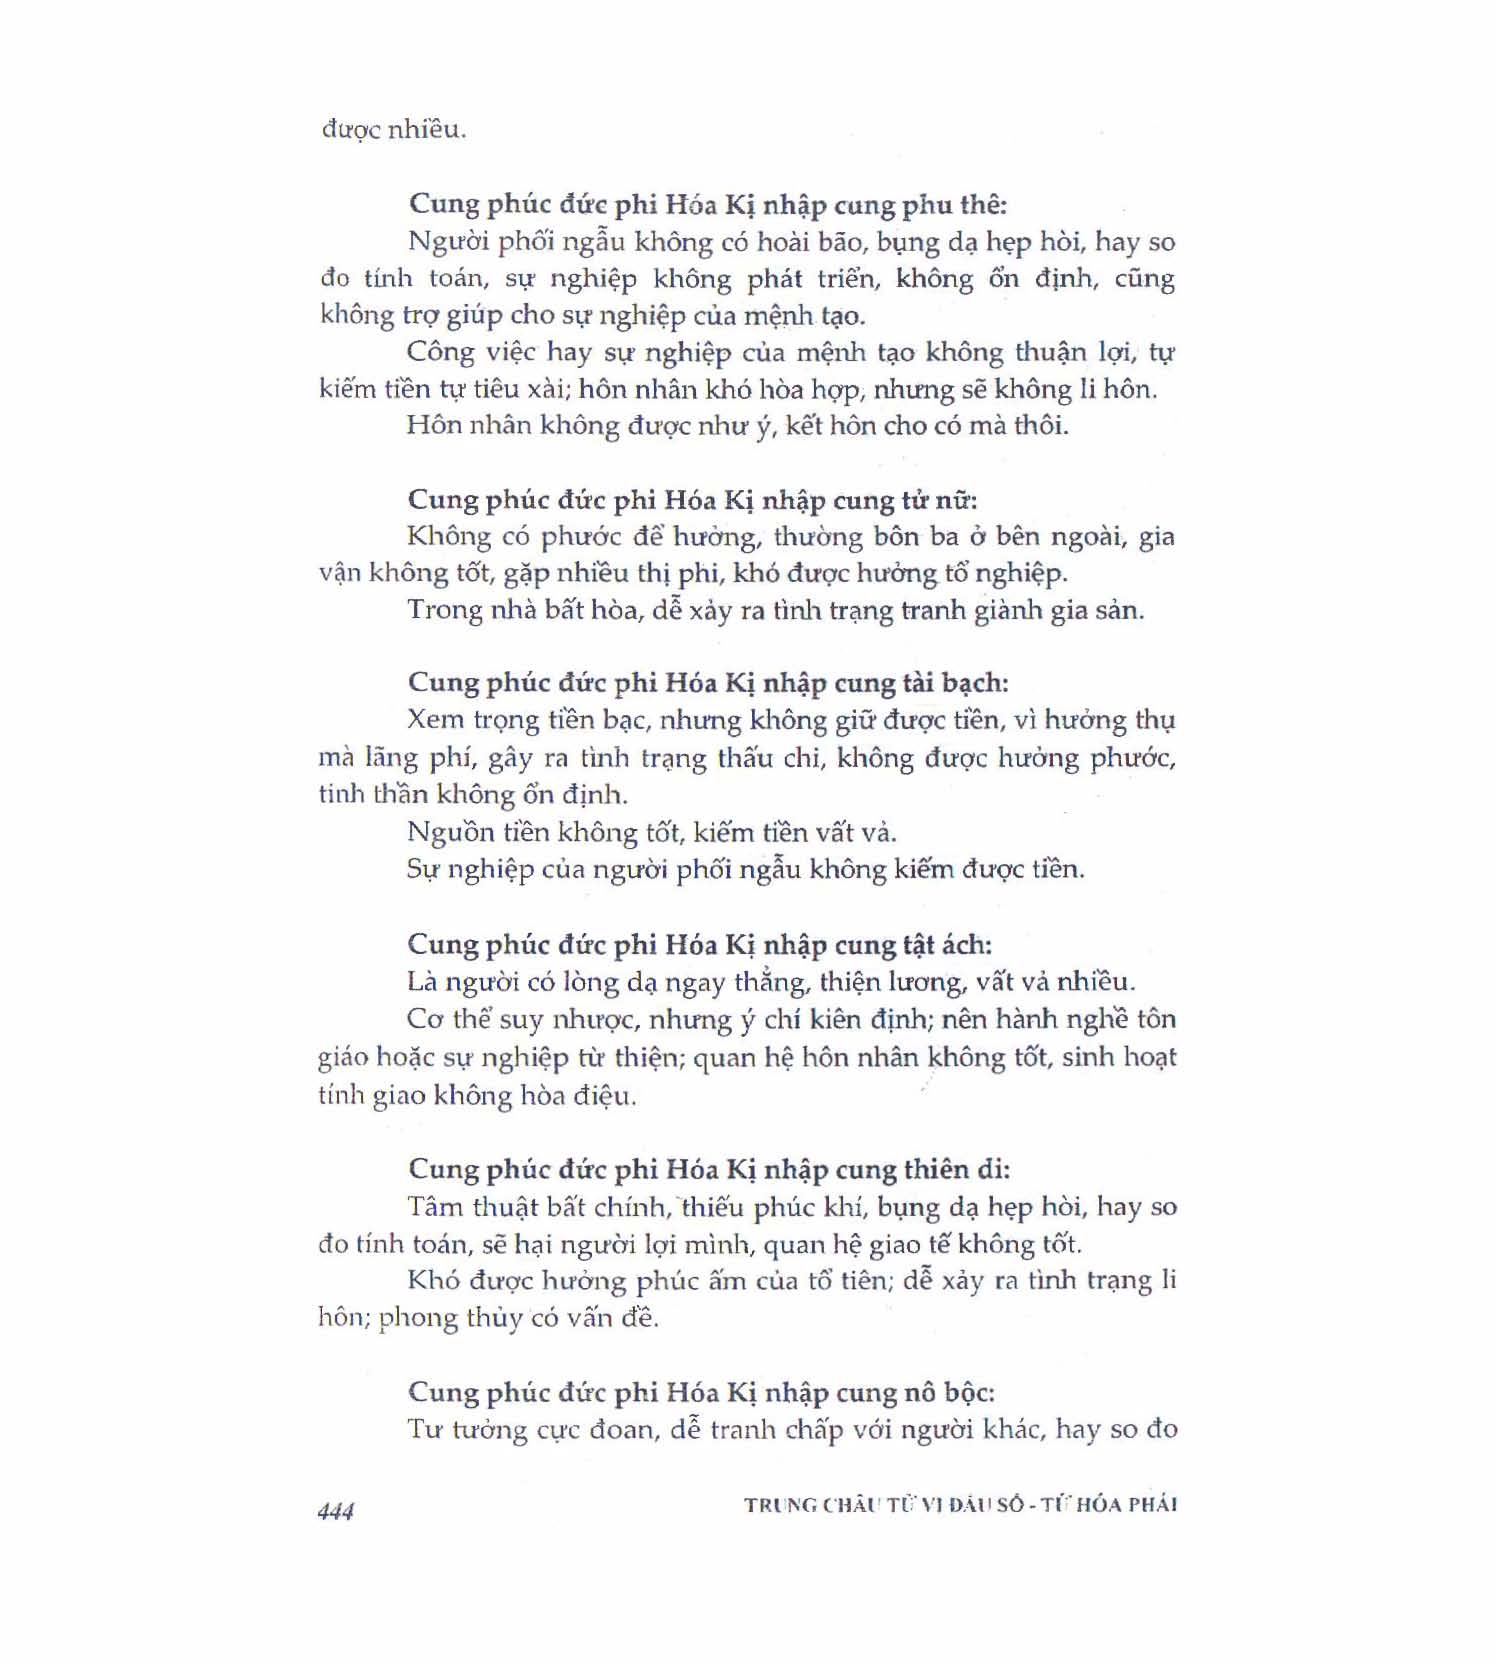 được nhiều.
Cung phúc đức phi Hóa Kị nhập cung phu thê:
Người phối ngẫu không có hoài bão, bụng dạ hẹp hòi, hay so
đo tính toán, sự nghiệp không phát triển, không ổn định, cũng
không trợ giúp cho sự nghiệp của mệnh tạo.
Công việc hay sự nghiệp của mệnh tạo không thuận lợi, tự
kiếm tiền tự tiêu xài; hôn nhân khó hòa hợp, nhưng sẽ không li hôn.
Hôn nhân không được như ý, kết hôn cho có mà thôi.
Cung phúc đức phi Hóa Kị nhập cung tử nữ:
Không có phước để hưởng, thường bôn ba ở bên ngoài, gia
vận không tốt, gặp nhiều thị phi, khó được hưởng tổ nghiệp.
Trong nhà bất hòa, dễ xảy ra tình trạng tranh giành gia sản.
Cung phúc đức phi Hóa Kị nhập cung tài bạch:
Xem trọng tiền bạc, nhưng không giữ được tiền, vì hưởng thụ
mà lãng phí, gây ra tình trạng thấu chi, không được hưởng phước,
tinh thần không ổn định.
Nguồn tiền không tốt, kiếm tiền vất vả.
Sự nghiệp của người phối ngẫu không kiếm được tiền.
Cung phúc đức phi Hóa Kị nhập cung tật ách:
Là người có lòng dạ ngay thẳng, thiện lương, vất vả nhiều.
Cơ thể suy nhược, nhưng ý chí kiên định; nên hành nghề tôn
giáo hoặc sự nghiệp từ thiện; quan hệ hôn nhân không tốt, sinh hoạt
tính giao không hòa điệu.
Cung phúc đức phi Hóa Kị nhập cung thiên di:
Tâm thuật bất chính, thiếu phúc khí, bụng dạ hẹp hòi, hay so
đo tính toán, sẽ hại người lợi mình, quan hệ giao tế không tốt.
Khó được hưởng phúc ấm của tổ tiên; dễ xảy ra tình trạng li
hôn; phong thủy có vấn đề.
Cung phúc đức phi Hóa Kị nhập cung nô bộc:
Tư tưởng cực đoan, dễ tranh chấp với người khác, hay so đo
444 TRUNG CHÂU TỬ VI ĐẨU SỐ - TỨ HÓA PHÁI